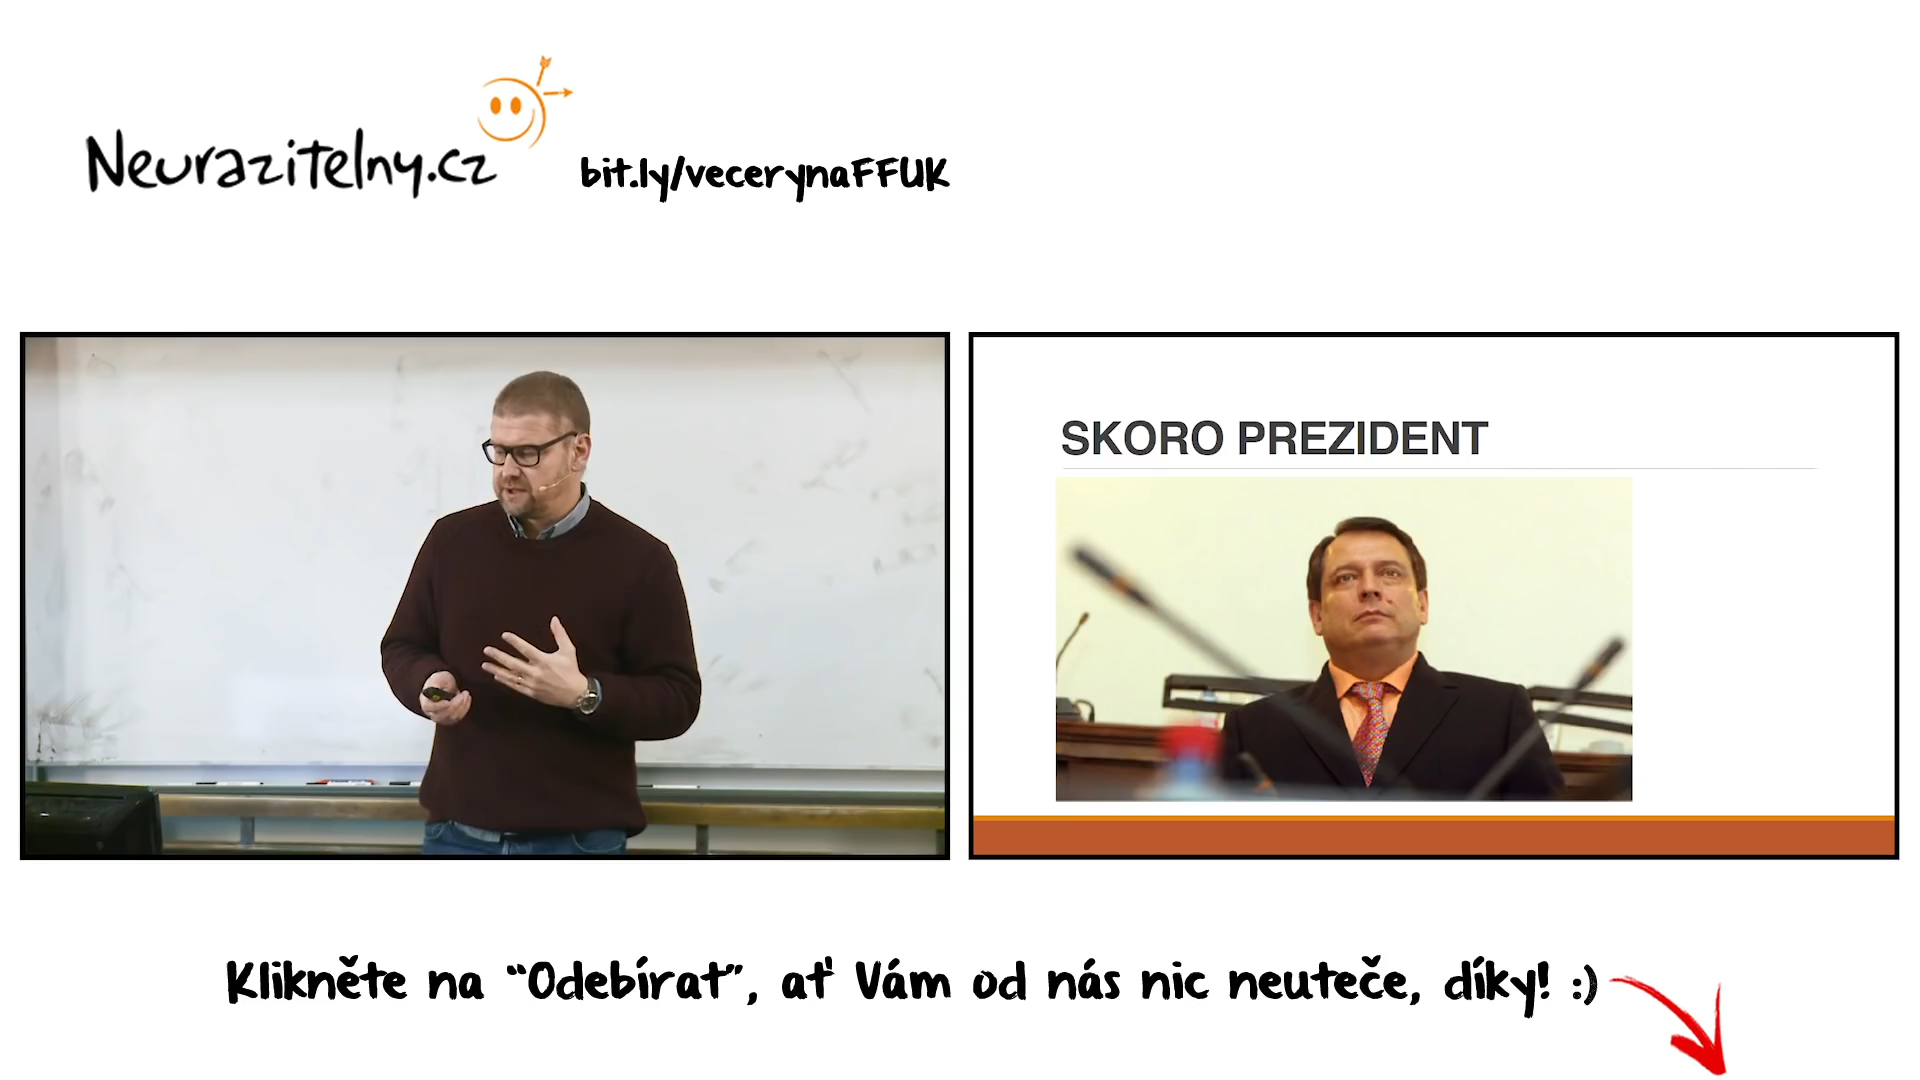 Neurazitelny.cz
bit.ly/vecerynaFFUK
SKORO PREZIDENT
Klikněte na “Odebírat”, ať Vám od nás nic neuteče, díky! :)